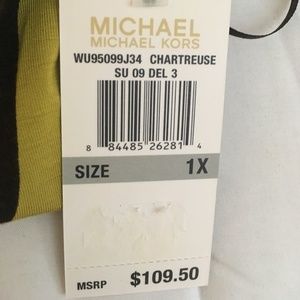 MICHAEL
MICHAEL KORS
WU95099J34 CHARTREUSE
SU 09 DEL 3
8 84485 26281 4
SIZE 1X
MSRP $109.50